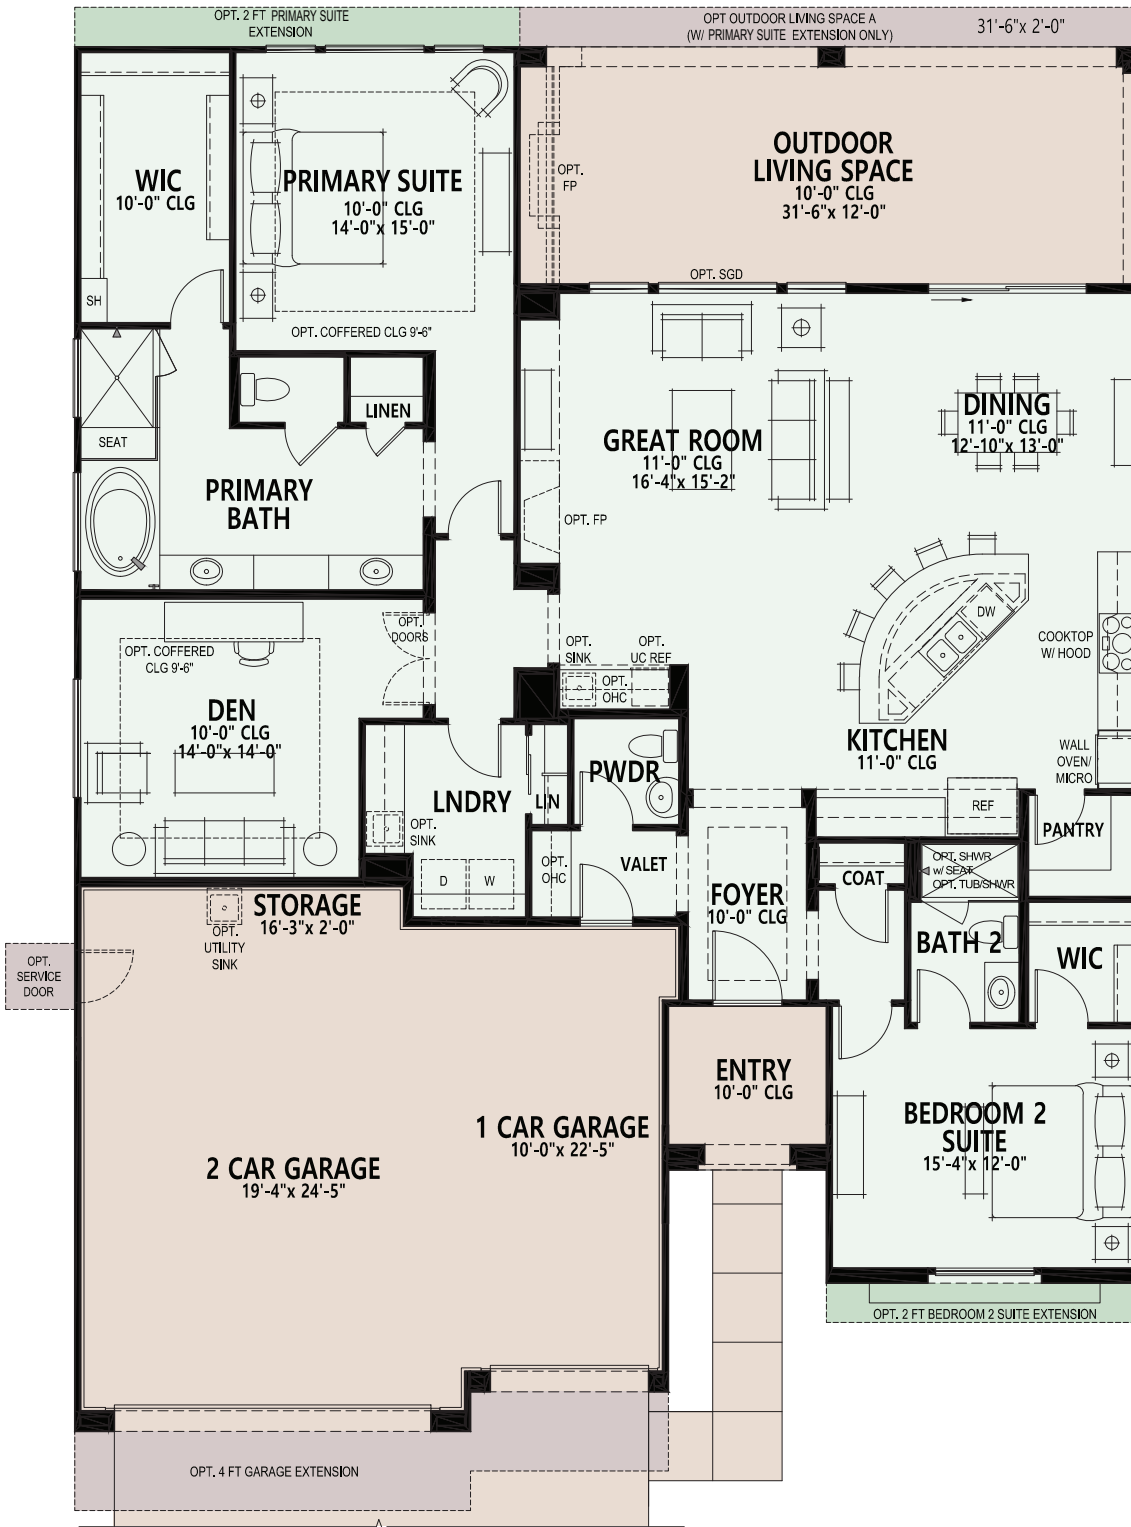 OPT. 2 FT PRIMARY SUITE
EXTENSION
OPT OUTDOOR LIVING SPACE A
(W/ PRIMARY SUITE EXTENSION ONLY)
31'-6"x 2'-0"
WIC
10'-0" CLG
SH
PRIMARY SUITE
10'-0" CLG
14'-0"x 15'-0"
OPT. COFFERED CLG 9'-6"
OPT.
FP
OUTDOOR
LIVING SPACE
10'-0" CLG
31'-6"x 12'-0"
OPT. SGD
SEAT
LINEN
PRIMARY
BATH
GREAT ROOM
11'-0" CLG
16'-4"x 15'-2"
OPT. FP
DINING
11'-0" CLG
12'-10"x 13'-0"
DW
COOKTOP
W/ HOOD
OPT.
DOORS
OPT. COFFERED
CLG 9'-6"
DEN
10'-0" CLG
14'-0"x 14'-0"
OPT.
SINK
OPT.
UC REF
OPT.
OHC
KITCHEN
11'-0" CLG
WALL
OVEN/
MICRO
REF
PANTRY
LNDRY
LIN
PWDR
OPT.
SINK
D
W
OPT.
OHC
VALET
FOYER
10'-0" CLG
COAT
OPT. SHWR
w/ SEAT
OPT. TUB/SHWR
BATH 2
WIC
STORAGE
16'-3"x 2'-0"
OPT.
UTILITY
SINK
OPT.
SERVICE
DOOR
ENTRY
10'-0" CLG
BEDROOM 2
SUITE
15'-4"x 12'-0"
1 CAR GARAGE
10'-0"x 22'-5"
2 CAR GARAGE
19'-4"x 24'-5"
OPT. 2 FT BEDROOM 2 SUITE EXTENSION
OPT. 4 FT GARAGE EXTENSION